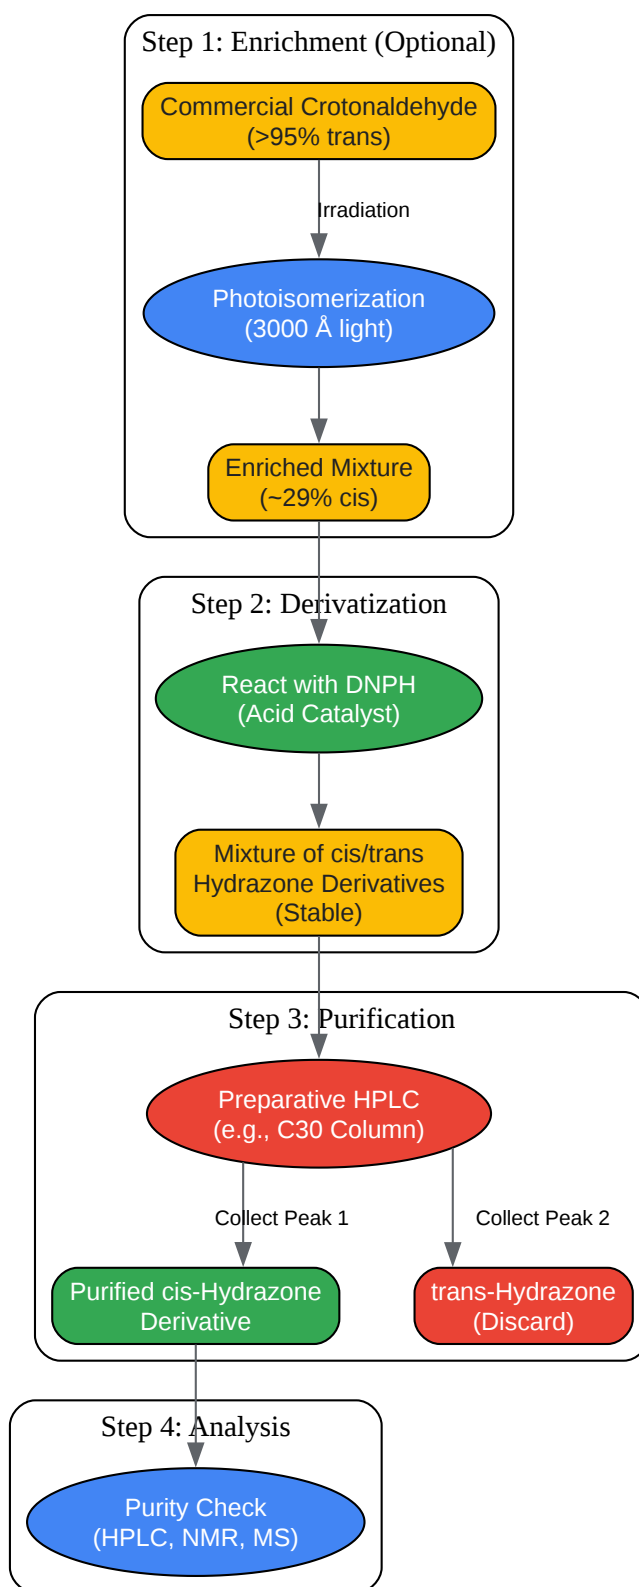 Step 1: Enrichment (Optional)
Commercial Crotonaldehyde
(>95% trans)
Irradiation
Photoisomerization
(3000 Å light)
Enriched Mixture
(~29% cis)
Step 2: Derivatization
React with DNPH
(Acid Catalyst)
Mixture of cis/trans
Hydrazone Derivatives
(Stable)
Step 3: Purification
Preparative HPLC
(e.g., C30 Column)
Collect Peak 1
Collect Peak 2
Purified cis-Hydrazone
Derivative
trans-Hydrazone
(Discard)
Step 4: Analysis
Purity Check
(HPLC, NMR, MS)